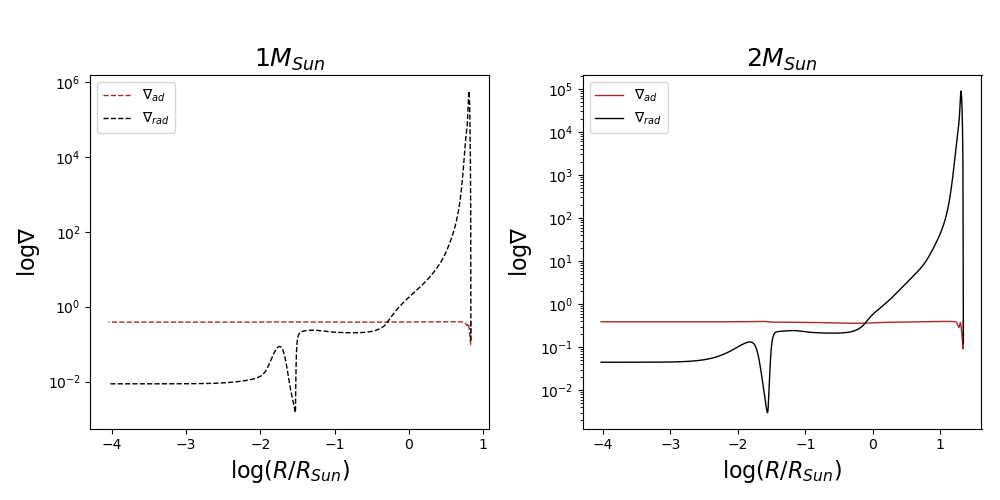 1M_Sun
2M_Sun
10^6
10^4
10^2
10^0
10^−2
log∇
∇_ad
∇_rad
−4 −3 −2 −1 0 1
log(R/R_Sun)
10^5
10^4
10^3
10^2
10^1
10^0
10^−1
10^−2
log∇
∇_ad
∇_rad
−4 −3 −2 −1 0 1
log(R/R_Sun)